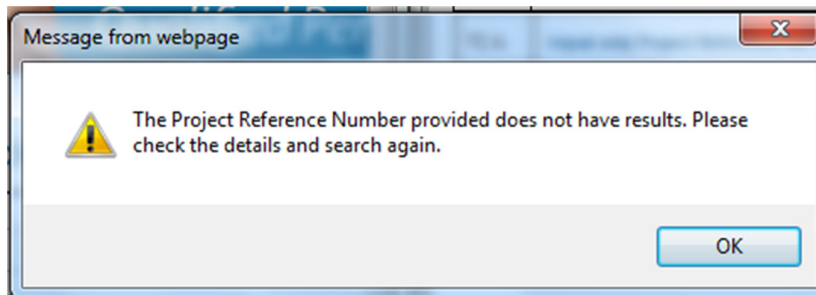 Message from webpage
The Project Reference Number provided does not have results. Please
check the details and search again.
OK